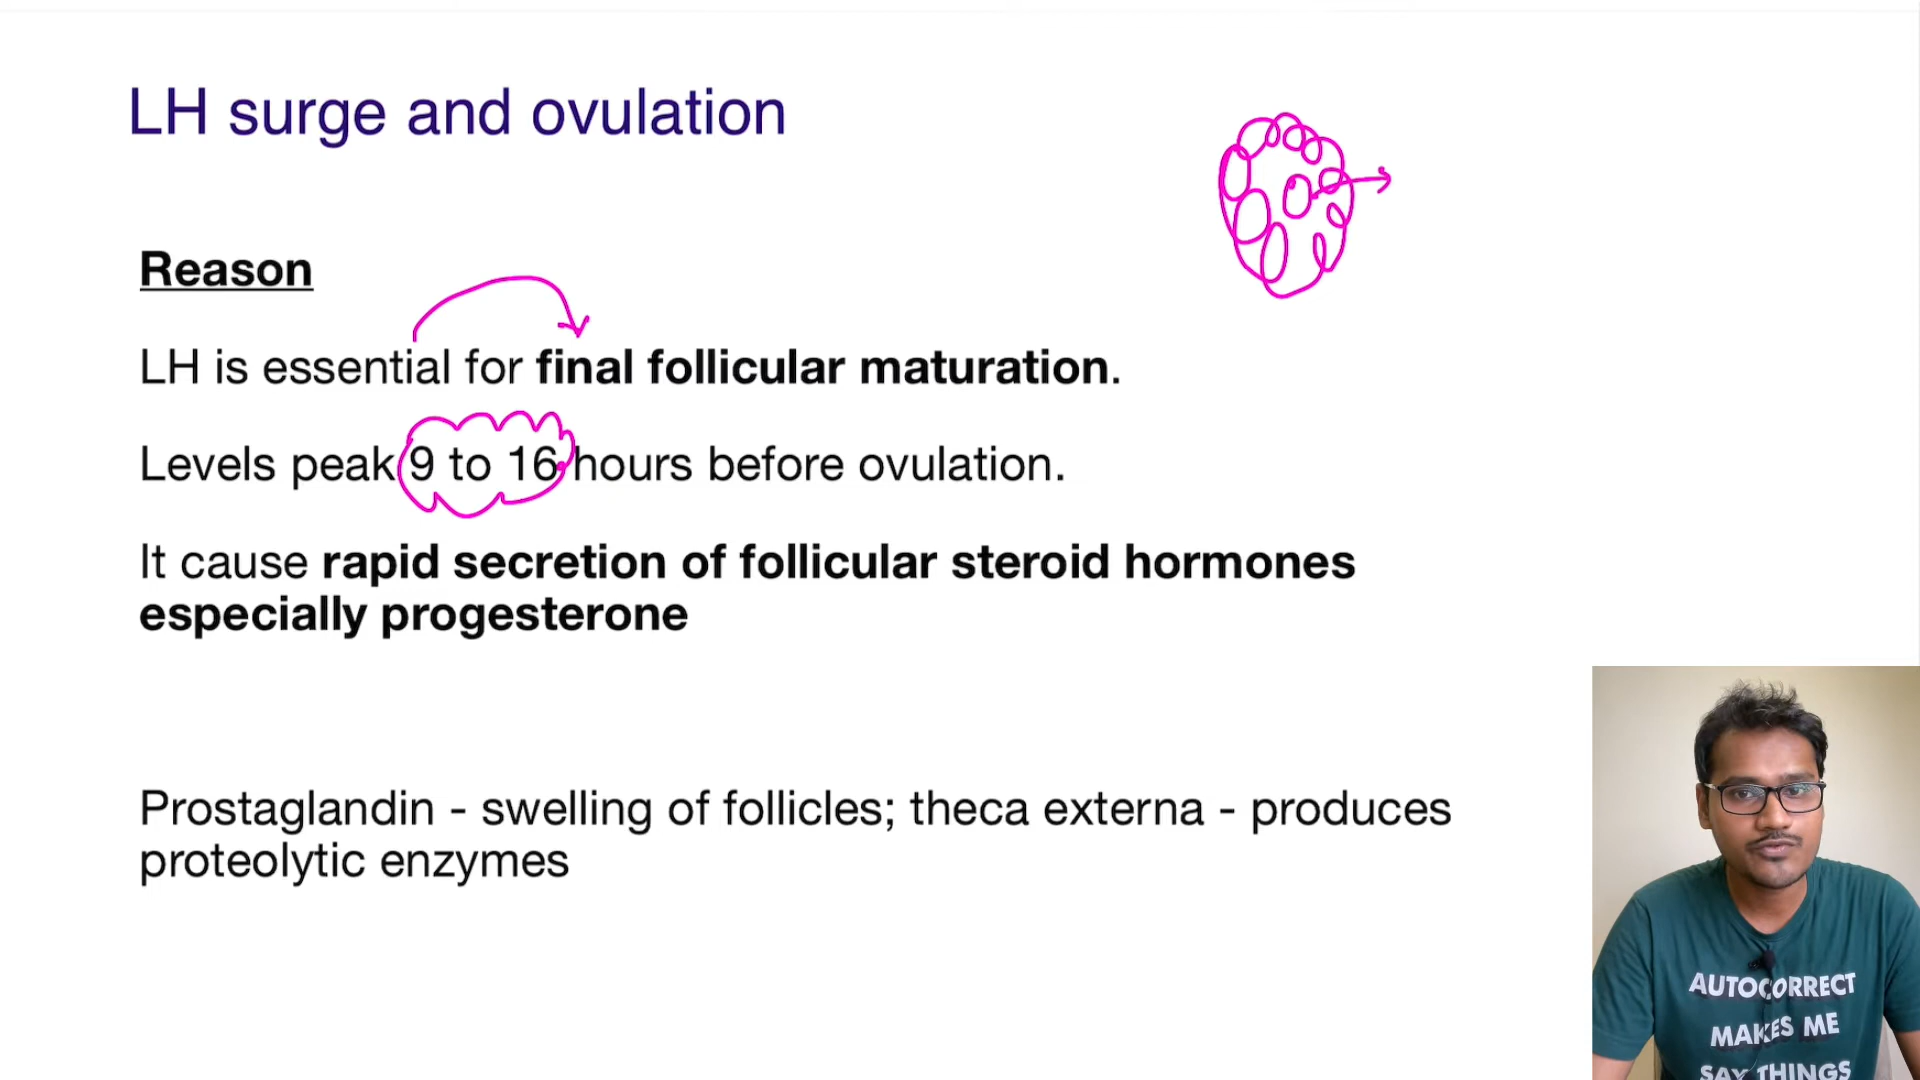 LH surge and ovulation
Reason
LH is essential for final follicular maturation.
Levels peak 9 to 16 hours before ovulation.
It cause rapid secretion of follicular steroid hormones
especially progesterone
Prostaglandin - swelling of follicles; theca externa - produces
proteolytic enzymes
AUTOCORRECT
MAKES ME
SAY THINGS